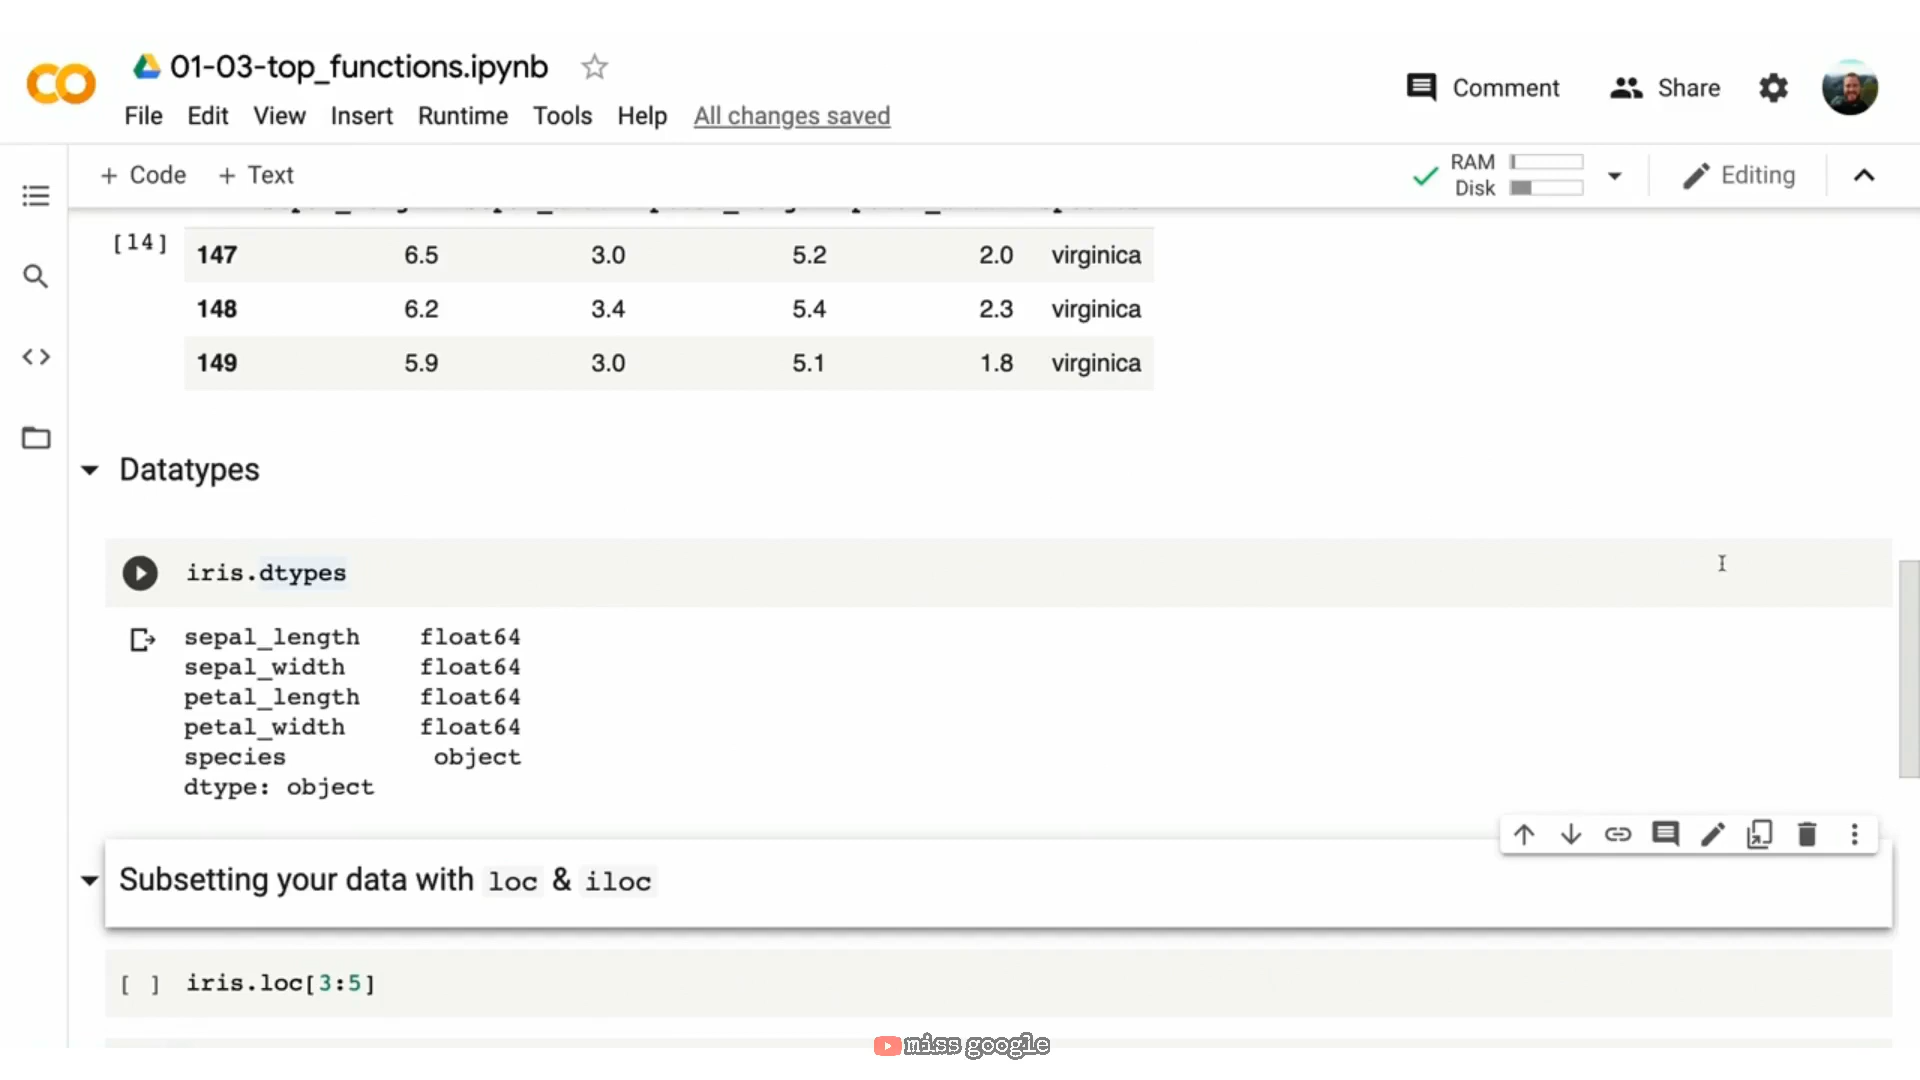 01-03-top_functions.ipynb
Comment
Share
File Edit View Insert Runtime Tools Help All changes saved
+ Code + Text
RAM
Disk
Editing
[14]
147 6.5 3.0 5.2 2.0 virginica
148 6.2 3.4 5.4 2.3 virginica
149 5.9 3.0 5.1 1.8 virginica
Datatypes
iris.dtypes
sepal_length float64
sepal_width float64
petal_length float64
petal_width float64
species object
dtype: object
Subsetting your data with loc & iloc
[ ] iris.loc[3:5]
miss google